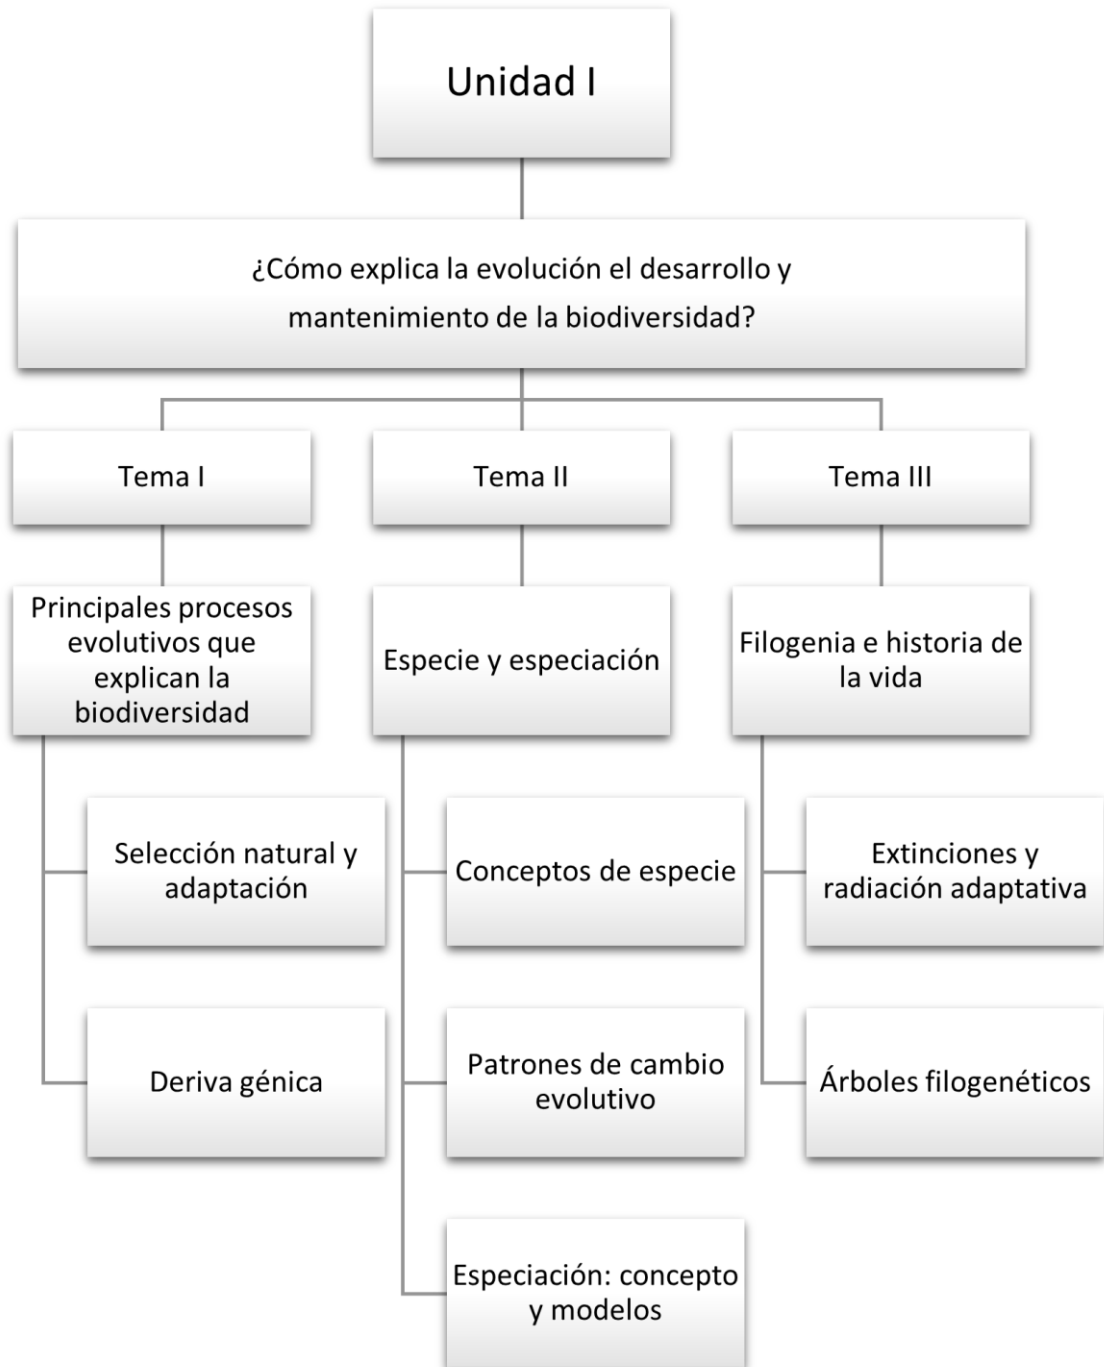 Unidad I
¿Cómo explica la evolución el desarrollo y
mantenimiento de la biodiversidad?
Tema I
Tema II
Tema III
Principales procesos
evolutivos que
explican la
biodiversidad
Especie y especiación
Filogenia e historia de
la vida
Selección natural y
adaptación
Conceptos de especie
Extinciones y
radiación adaptativa
Deriva génica
Patrones de cambio
evolutivo
Árboles filogenéticos
Especiación: concepto
y modelos